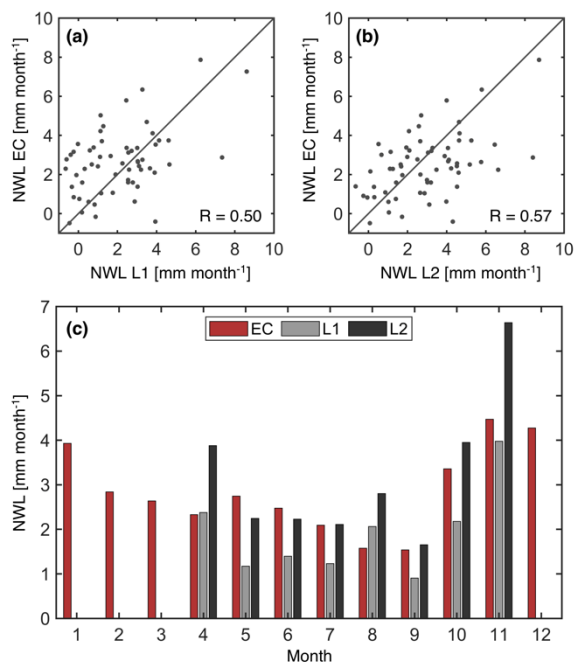 (a)
10
8
6
4
2
0
NWL EC [mm month⁻¹]
0 2 4 6 8 10
NWL L1 [mm month⁻¹]
R = 0.50
(b)
10
8
6
4
2
0
NWL EC [mm month⁻¹]
0 2 4 6 8 10
NWL L2 [mm month⁻¹]
R = 0.57
(c)
EC L1 L2
7
6
5
4
3
2
1
0
NWL [mm month⁻¹]
1 2 3 4 5 6 7 8 9 10 11 12
Month